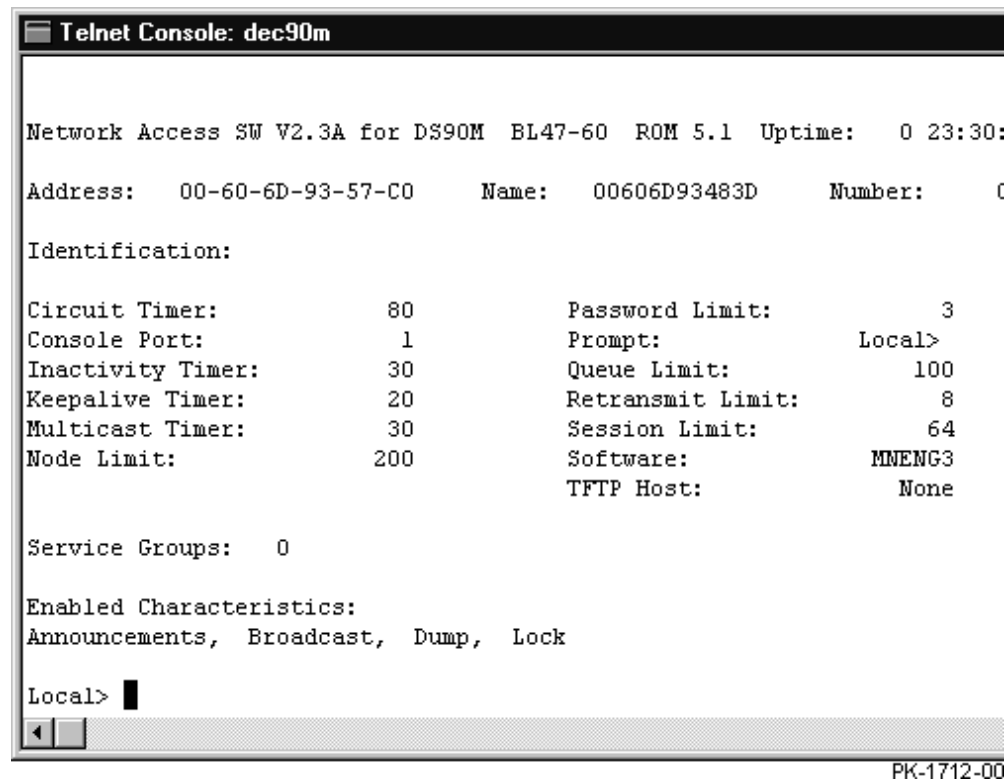 Telnet Console: dec90m
Network Access SW V2.3A for DS90M BL47-60 ROM 5.1 Uptime: 0 23:30:
Address: 00-60-6D-93-57-C0 Name: 00606D93483D Number: 0
Identification:
Circuit Timer: 80 Password Limit: 3
Console Port: 1 Prompt: Local>
Inactivity Timer: 30 Queue Limit: 100
Keepalive Timer: 20 Retransmit Limit: 8
Multicast Timer: 30 Session Limit: 64
Node Limit: 200 Software: MNENG3
TFTP Host: None
Service Groups: 0
Enabled Characteristics:
Announcements, Broadcast, Dump, Lock
Local>
PK-1712-00